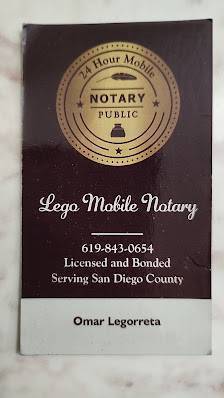 24 Hour Mobile
NOTARY
PUBLIC
Lego Mobile Notary
619-843-0654
Licensed and Bonded
Serving San Diego County
Omar Legorreta